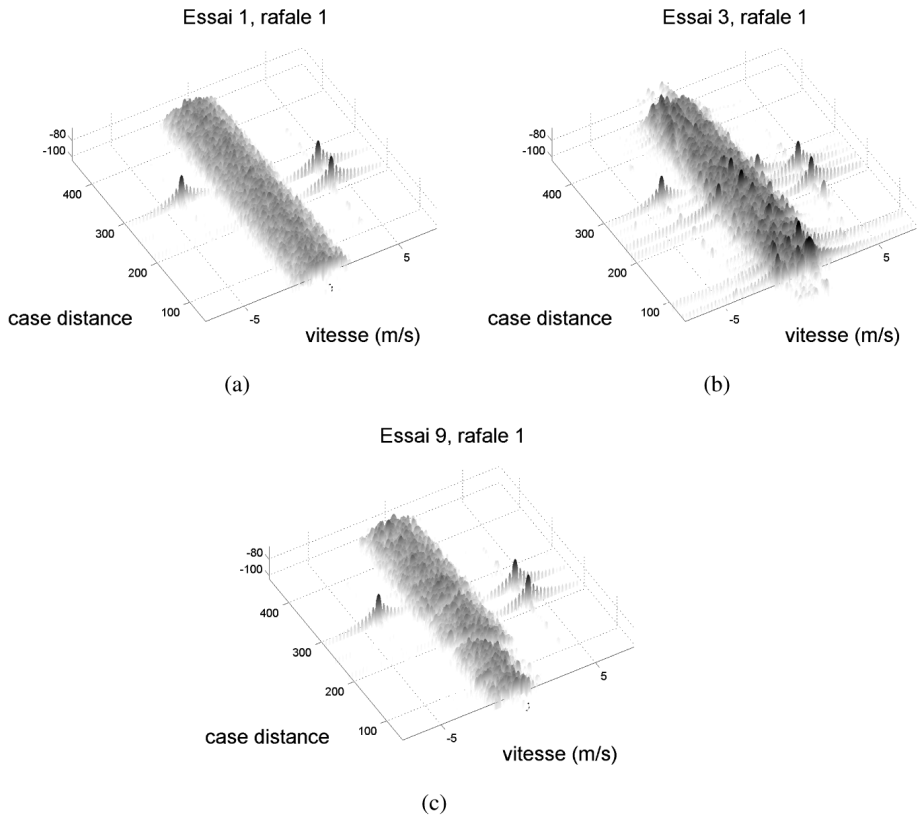 Essai 1, rafale 1
-80
-100
400
300
200
100
-5
5
case distance
vitesse (m/s)
(a)
Essai 3, rafale 1
-80
-100
400
300
200
100
-5
5
case distance
vitesse (m/s)
(b)
Essai 9, rafale 1
-80
-100
400
300
200
100
-5
5
case distance
vitesse (m/s)
(c)